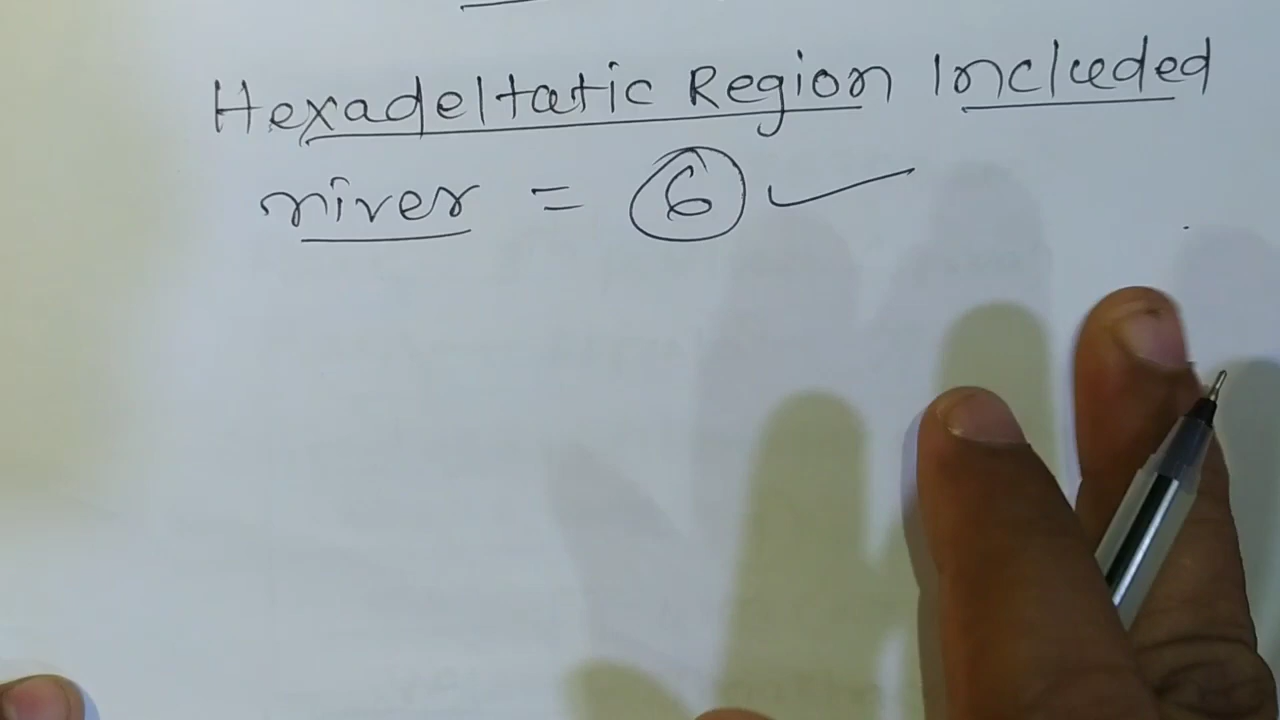 Hexadeltatic Region Included
river = 6 ✓